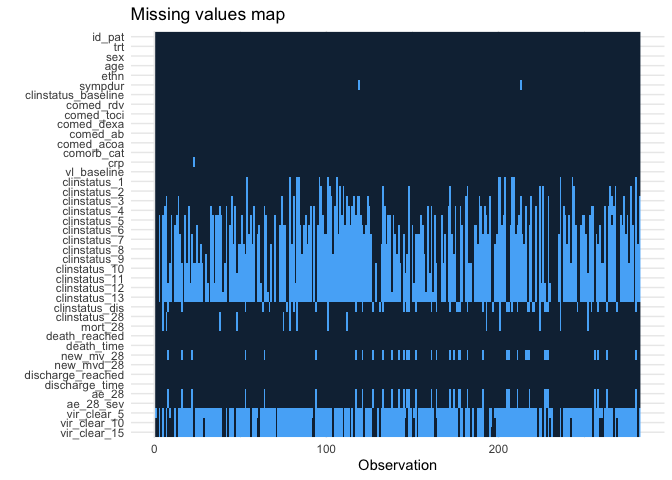 Missing values map
id_pat
trt
sex
age
ethn
sympdur
clinstatus_baseline
comed_rdv
comed_toci
comed_dexa
comed_ab
comed_acoa
comorb_cat
crp
vl_baseline
clinstatus_1
clinstatus_2
clinstatus_3
clinstatus_4
clinstatus_5
clinstatus_6
clinstatus_7
clinstatus_8
clinstatus_9
clinstatus_10
clinstatus_11
clinstatus_12
clinstatus_13
clinstatus_dis
clinstatus_28
mort_28
death_reached
death_time
new_mv_28
new_mvd_28
discharge_reached
discharge_time
ae_28
ae_28_sev
vir_clear_5
vir_clear_10
vir_clear_15
0 100 200
Observation